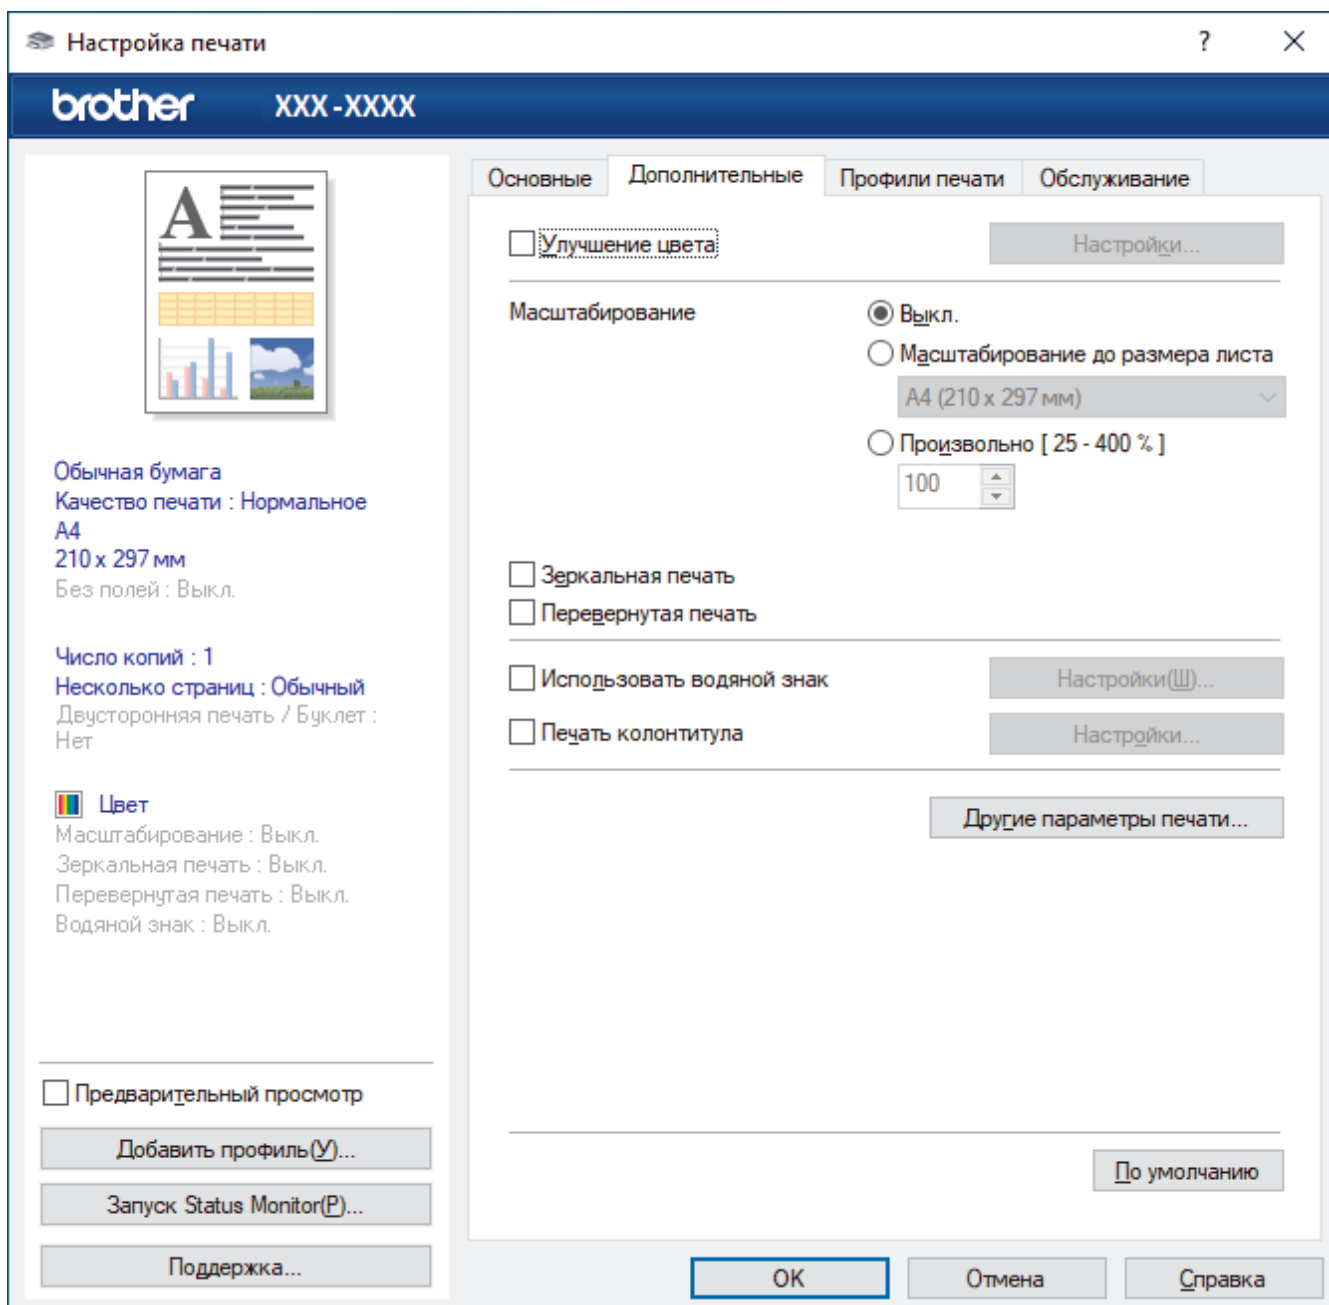 Настройка печати
brother XXX-XXXX
Основные Дополнительные Профили печати Обслуживание
A
Обычная бумага
Качество печати : Нормальное
A4
210 x 297 мм
Без полей : Выкл.
Число копий : 1
Несколько страниц : Обычный
Двусторонняя печать / Буклет :
Нет
Цвет
Масштабирование : Выкл.
Зеркальная печать : Выкл.
Перевернутая печать : Выкл.
Водяной знак : Выкл.
Предварительный просмотр
Добавить профиль(У)...
Запуск Status Monitor(P)...
Поддержка...
Улучшение цвета Настройки...
Масштабирование Выкл.
Масштабирование до размера листа
A4 (210 x 297 мм)
Произвольно [ 25 - 400 % ]
100
Зеркальная печать
Перевернутая печать
Использовать водяной знак Настройки(Ш)...
Печать колонтитула Настройки...
Другие параметры печати...
По умолчанию
OK Отмена Справка